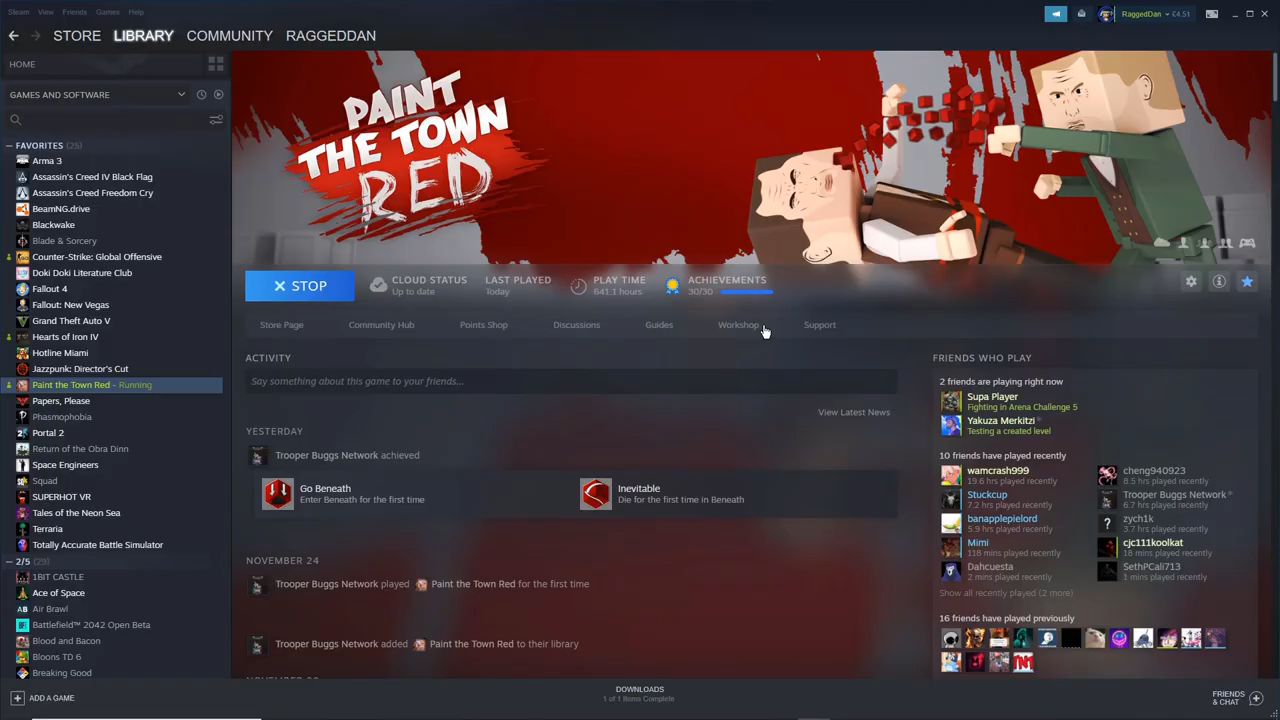 Steam View Friends Games Help
RaggedDan £4.51
STORE LIBRARY COMMUNITY RAGGEDDAN
HOME
GAMES AND SOFTWARE
FAVORITES (25)
Arma 3
Assassin's Creed IV Black Flag
Assassin's Creed Freedom Cry
BeamNG.drive
Blackwake
Blade & Sorcery
Counter-Strike: Global Offensive
Doki Doki Literature Club
Fallout 4
Fallout: New Vegas
Grand Theft Auto V
Hearts of Iron IV
Hotline Miami
Jazzpunk: Director's Cut
Paint the Town Red - Running
Papers, Please
Phasmophobia
Portal 2
Return of the Obra Dinn
Space Engineers
Squad
SUPERHOT VR
Tales of the Neon Sea
Terraria
Totally Accurate Battle Simulator
2/5 (29)
1BIT CASTLE
Ace of Space
Air Brawl
Battlefield™ 2042 Open Beta
Blood and Bacon
Bloons TD 6
Breaking Good
ADD A GAME
PAINT
THE TOWN
RED
STOP
CLOUD STATUS
Up to date
LAST PLAYED
Today
PLAY TIME
641.1 hours
ACHIEVEMENTS
30/30
Store Page Community Hub Points Shop Discussions Guides Workshop Support
ACTIVITY
Say something about this game to your friends...
View Latest News
YESTERDAY
Trooper Buggs Network achieved
Go Beneath
Enter Beneath for the first time
Inevitable
Die for the first time in Beneath
NOVEMBER 24
Trooper Buggs Network played Paint the Town Red for the first time
Trooper Buggs Network added Paint the Town Red to their library
FRIENDS WHO PLAY
2 friends are playing right now
Supa Player
Fighting in Arena Challenge 5
Yakuza Merkitzi
Testing a created level
10 friends have played recently
wamcrash999
19.6 hrs played recently
cheng940923
8.5 hrs played recently
Stuckcup
7.2 hrs played recently
Trooper Buggs Network
6.7 hrs played recently
banapplepielord
5.9 hrs played recently
zych1k
3.7 hrs played recently
Mimi
118 mins played recently
cjc111koolkat
18 mins played recently
Dahcuesta
2 mins played recently
SethPCali713
1 mins played recently
Show all recently played (2 more)
16 friends have played previously
TNT
DOWNLOADS
1 of 1 Items Complete
FRIENDS
& CHAT